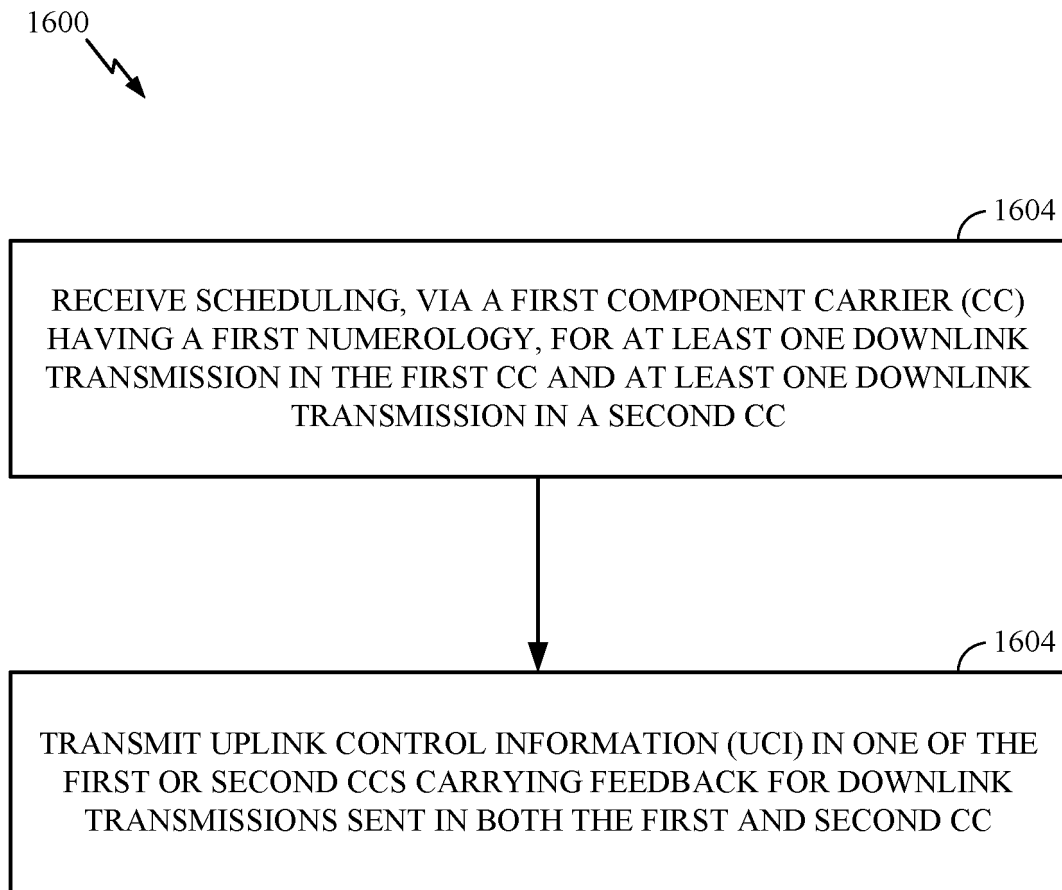 1600
1604
RECEIVE SCHEDULING, VIA A FIRST COMPONENT CARRIER (CC)
HAVING A FIRST NUMEROLOGY, FOR AT LEAST ONE DOWNLINK
TRANSMISSION IN THE FIRST CC AND AT LEAST ONE DOWNLINK
TRANSMISSION IN A SECOND CC
1604
TRANSMIT UPLINK CONTROL INFORMATION (UCI) IN ONE OF THE
FIRST OR SECOND CCS CARRYING FEEDBACK FOR DOWNLINK
TRANSMISSIONS SENT IN BOTH THE FIRST AND SECOND CC